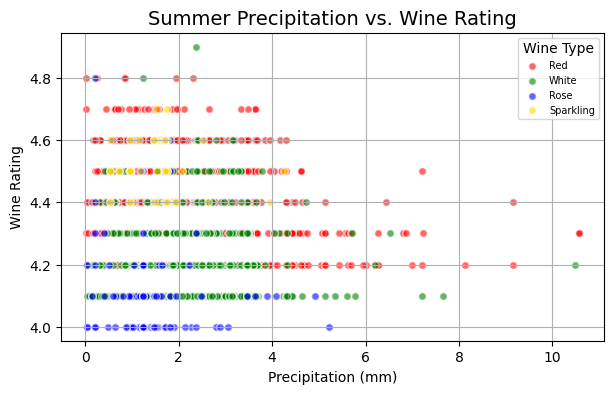 Summer Precipitation vs. Wine Rating
Wine Type
Red
White
Rose
Sparkling
Wine Rating
4.8
4.6
4.4
4.2
4.0
0
2
4
6
8
10
Precipitation (mm)